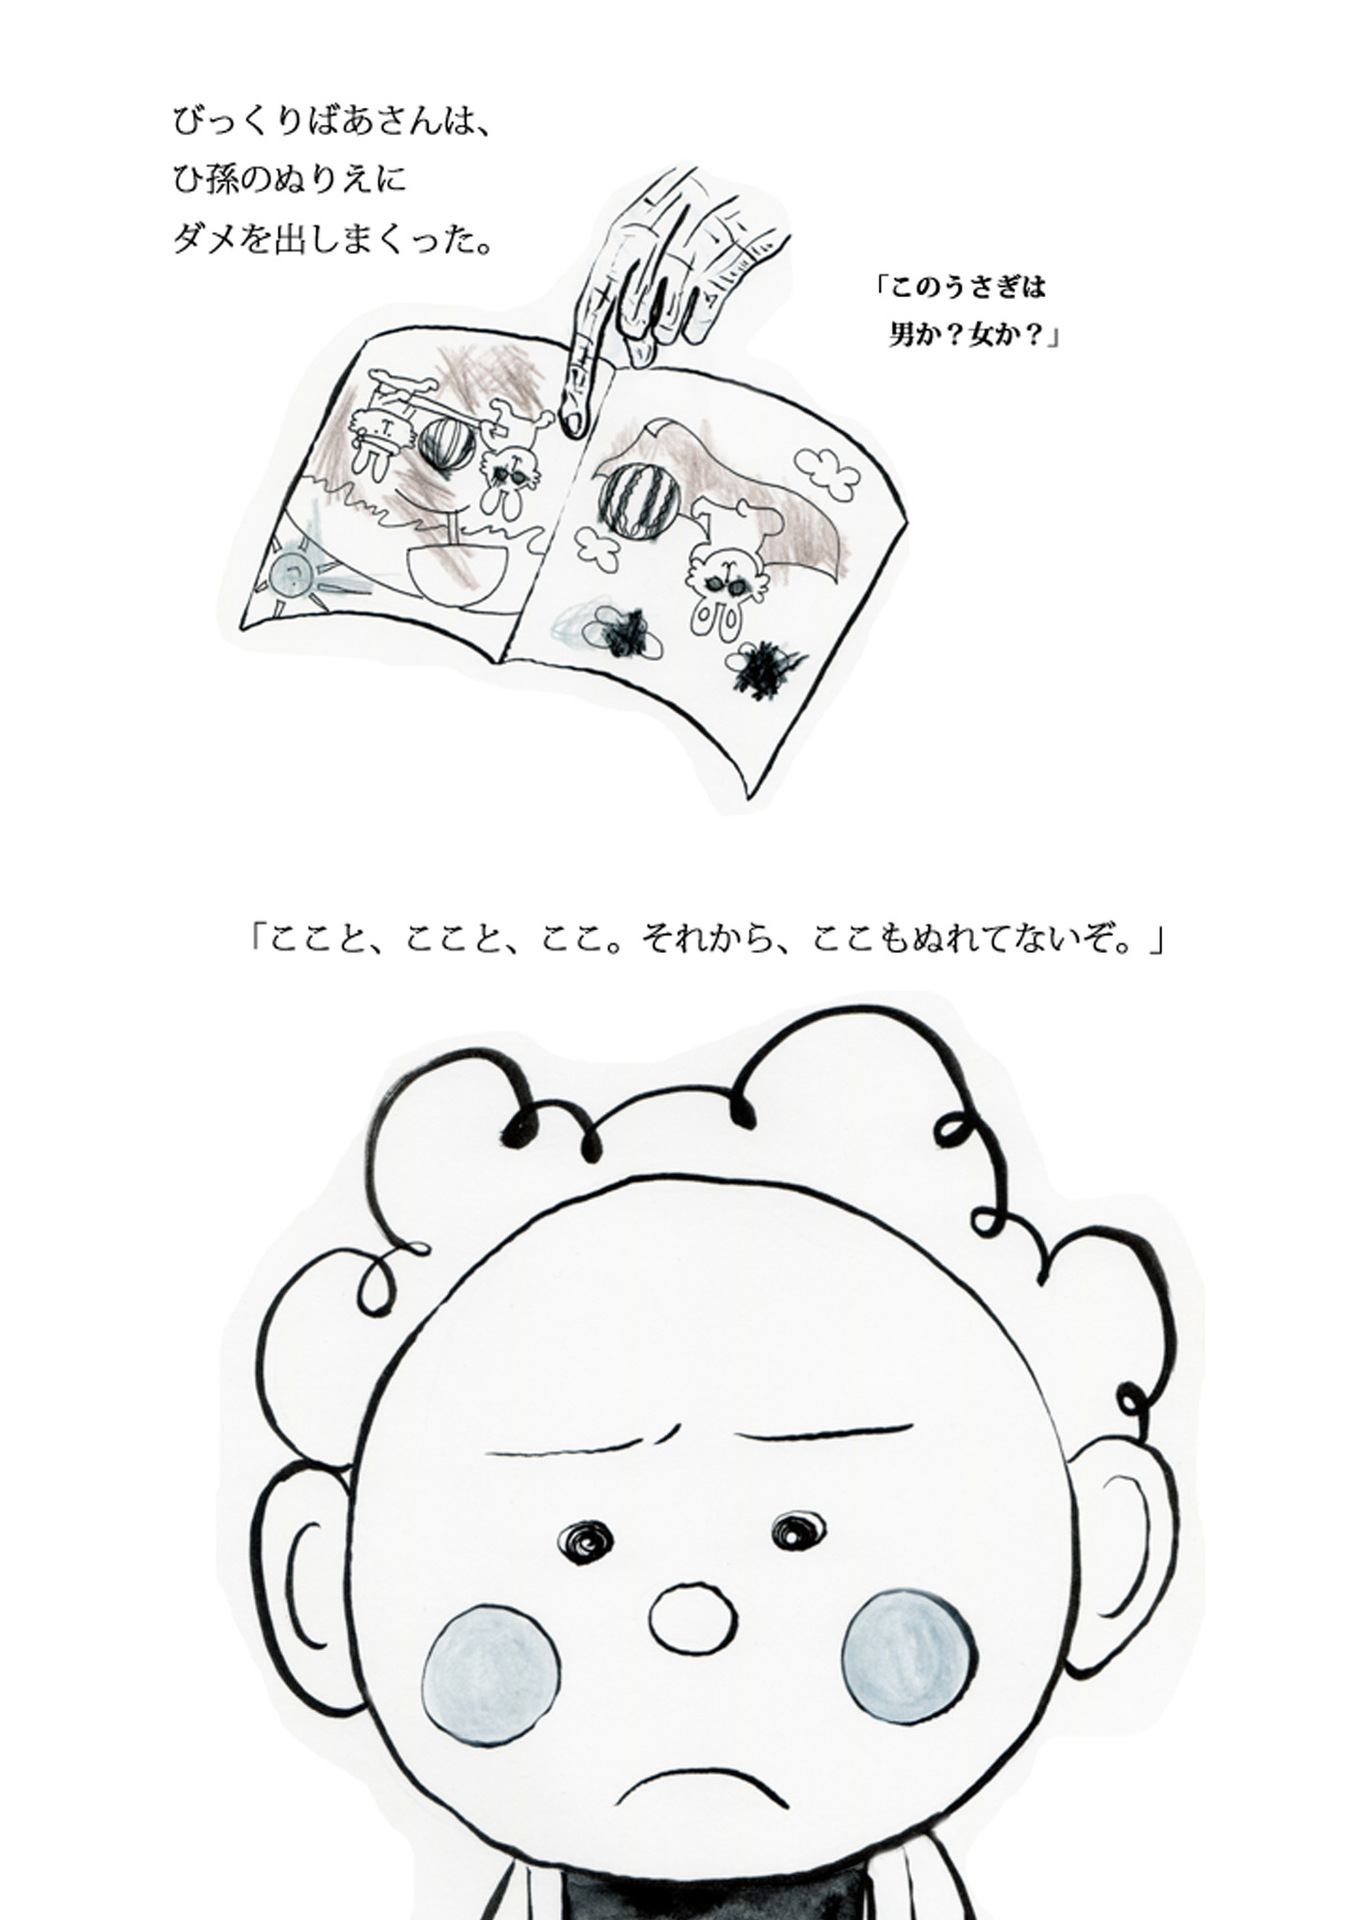 びっくりばあさんは、
ひ孫のぬりえに
ダメを出しまくった。
「このうさぎは
男か？女か？」
「ここと、ここと、ここ。それから、ここもぬれてないぞ。」